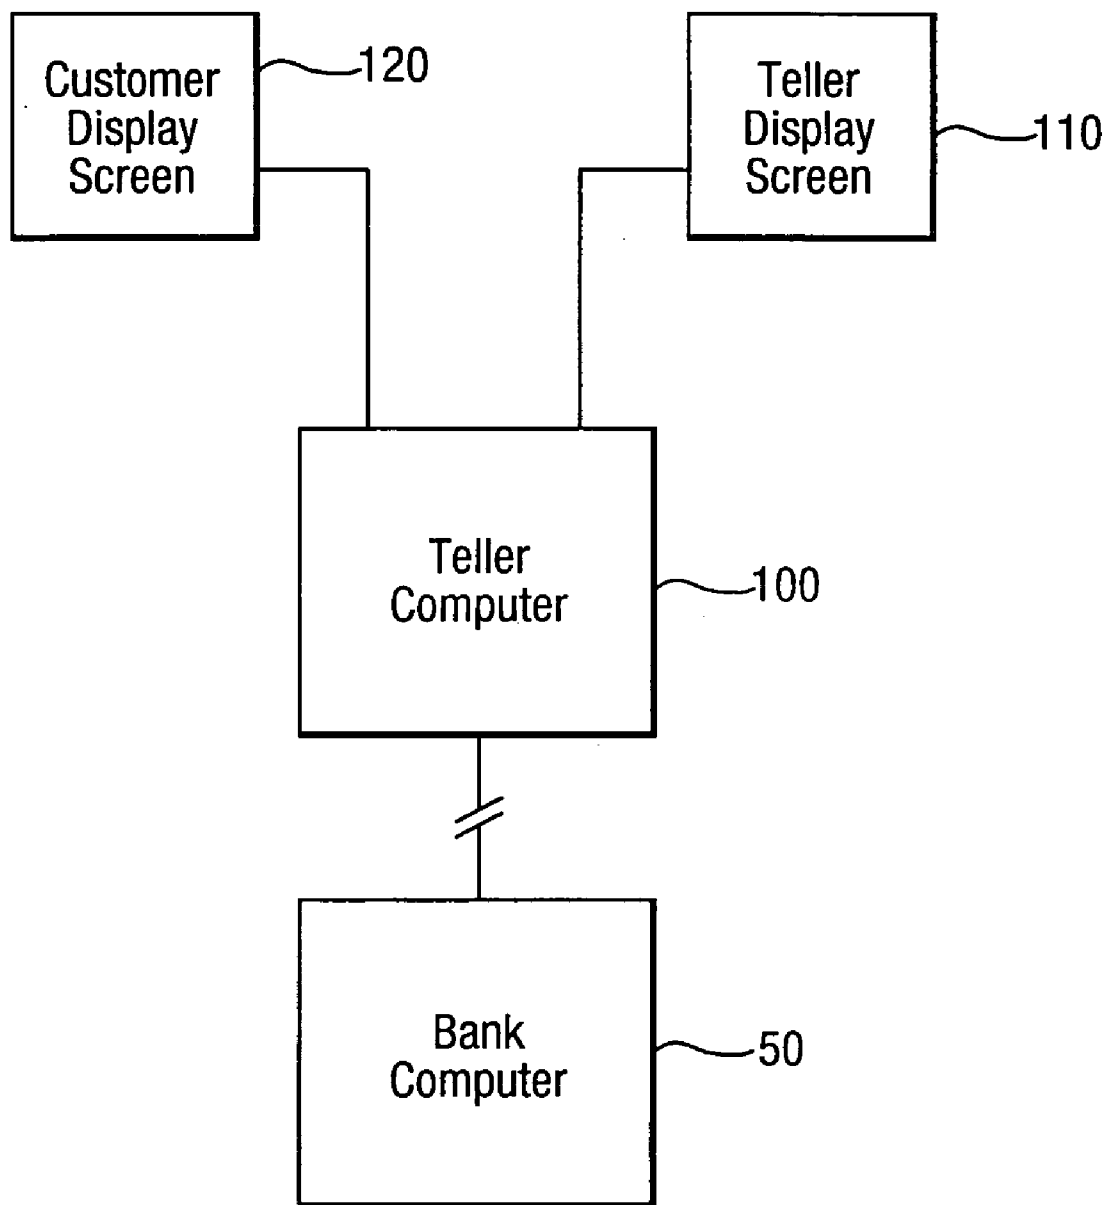 Customer
Display
Screen
120
Teller
Display
Screen
110
Teller
Computer
100
Bank
Computer
50